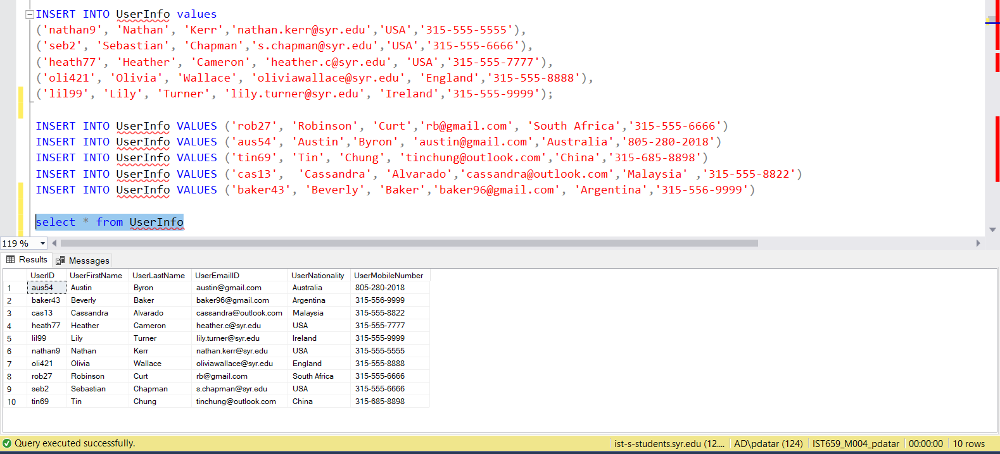 INSERT INTO UserInfo values
('nathan9', 'Nathan', 'Kerr','nathan.kerr@syr.edu','USA','315-555-5555'),
('seb2', 'Sebastian', 'Chapman','s.chapman@syr.edu','USA','315-555-6666'),
('heath77', 'Heather', 'Cameron', 'heather.c@syr.edu', 'USA','315-555-7777'),
('oli421', 'Olivia', 'Wallace', 'oliviawallace@syr.edu', 'England','315-555-8888'),
('lil99', 'Lily', 'Turner', 'lily.turner@syr.edu', 'Ireland','315-555-9999');
INSERT INTO UserInfo VALUES ('rob27', 'Robinson', 'Curt','rb@gmail.com', 'South Africa','315-555-6666')
INSERT INTO UserInfo VALUES ('aus54', 'Austin','Byron', 'austin@gmail.com','Australia','805-280-2018')
INSERT INTO UserInfo VALUES ('tin69', 'Tin', 'Chung', 'tinchung@outlook.com','China','315-685-8898')
INSERT INTO UserInfo VALUES ('cas13',  'Cassandra', 'Alvarado','cassandra@outlook.com','Malaysia' ,'315-555-8822')
INSERT INTO UserInfo VALUES ('baker43', 'Beverly', 'Baker','baker96@gmail.com', 'Argentina','315-556-9999')
select * from UserInfo
119 %
Results Messages
UserID UserFirstName UserLastName UserEmailID UserNationality UserMobileNumber
1 aus54 Austin Byron austin@gmail.com Australia 805-280-2018
2 baker43 Beverly Baker baker96@gmail.com Argentina 315-556-9999
3 cas13 Cassandra Alvarado cassandra@outlook.com Malaysia 315-555-8822
4 heath77 Heather Cameron heather.c@syr.edu USA 315-555-7777
5 lil99 Lily Turner lily.turner@syr.edu Ireland 315-555-9999
6 nathan9 Nathan Kerr nathan.kerr@syr.edu USA 315-555-5555
7 oli421 Olivia Wallace oliviawallace@syr.edu England 315-555-8888
8 rob27 Robinson Curt rb@gmail.com South Africa 315-555-6666
9 seb2 Sebastian Chapman s.chapman@syr.edu USA 315-555-6666
10 tin69 Tin Chung tinchung@outlook.com China 315-685-8898
Query executed successfully. ist-s-students.syr.edu (12.... AD\pdatar (124) IST659_M004_pdatar 00:00:00 10 rows